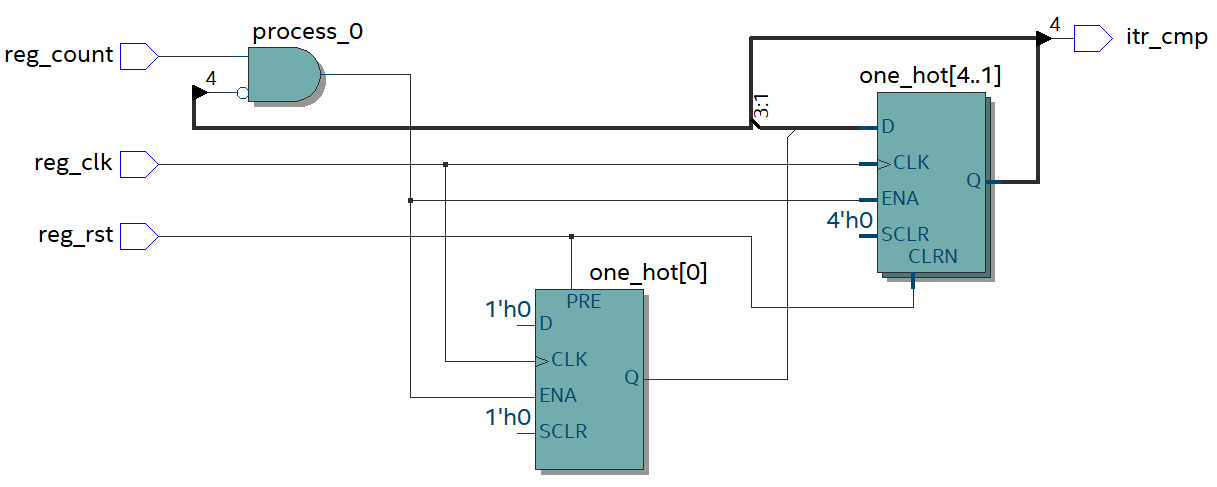 process_0
reg_count
4
4
itr_cmp
one_hot[4..1]
3:1
D
reg_clk
CLK
Q
ENA
4'h0
SCLR
reg_rst
CLRN
one_hot[0]
PRE
1'h0
D
CLK
Q
ENA
1'h0
SCLR